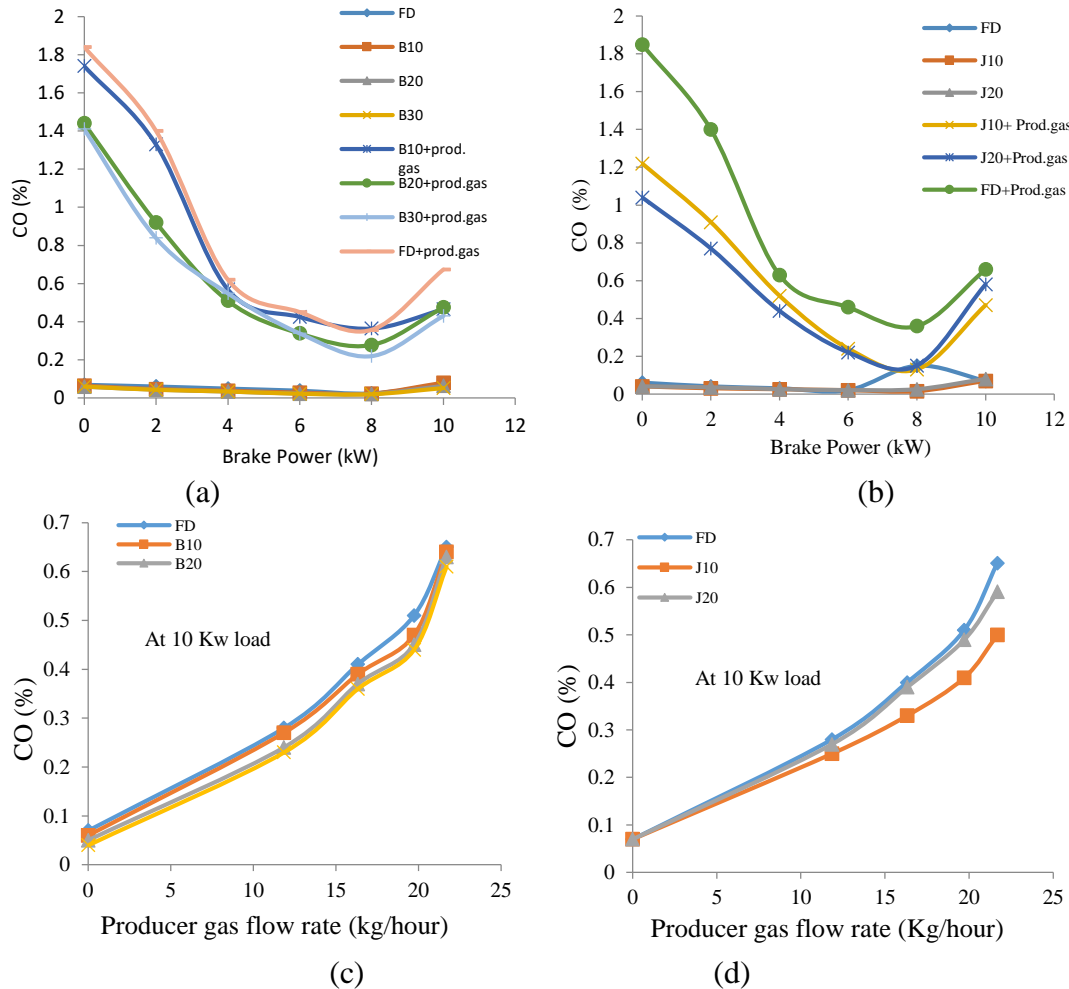 2
1.8
1.6
1.4
1.2
1
0.8
0.6
0.4
0.2
0
CO (%)
0 2 4 6 8 10 12
Brake Power (kW)
FD
B10
B20
B30
B10+prod.
gas
B20+prod.gas
B30+prod.gas
FD+prod.gas
(a)
2
1.8
1.6
1.4
1.2
1
0.8
0.6
0.4
0.2
0
CO (%)
0 2 4 6 8 10 12
Brake Power (kW)
FD
J10
J20
J10+ Prod.gas
J20+Prod.gas
FD+Prod.gas
(b)
0.7
0.6
0.5
0.4
0.3
0.2
0.1
0
CO (%)
FD
B10
B20
At 10 Kw load
0 5 10 15 20 25
Producer gas flow rate (kg/hour)
(c)
0.7
0.6
0.5
0.4
0.3
0.2
0.1
0
CO (%)
FD
J10
J20
At 10 Kw load
0 5 10 15 20 25
Producer gas flow rate (Kg/hour)
(d)